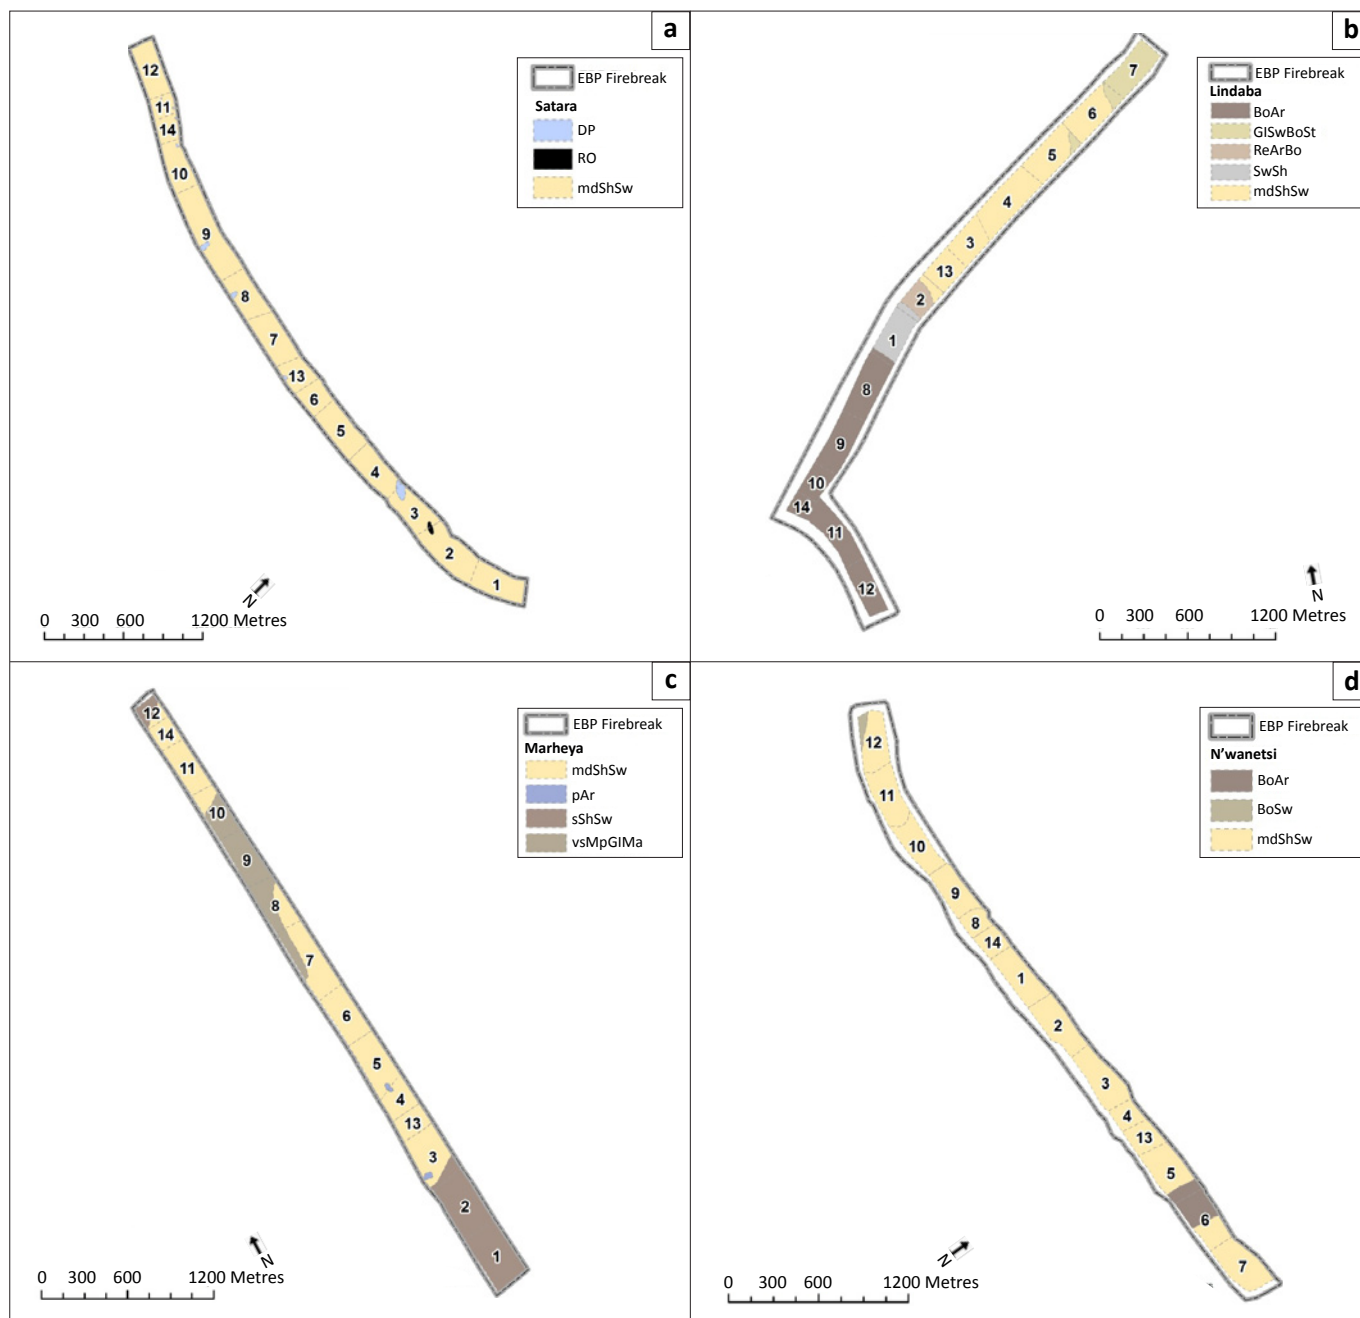 a
EBP Firebreak
Satara
DP
RO
mdShSw
12
11
14
10
9
8
7
13
6
5
4
3
2
1
N
0 300 600 1200 Metres
b
EBP Firebreak
Lindaba
BoAr
GlSwBoSt
ReArBo
SwSh
mdShSw
7
6
5
4
3
13
2
1
8
9
10
14
11
12
N
0 300 600 1200 Metres
c
EBP Firebreak
Marheya
mdShSw
pAr
sShSw
vsMpGlMa
12
14
11
10
9
8
7
6
5
4
13
3
2
1
N
0 300 600 1200 Metres
d
EBP Firebreak
N'wanetsi
BoAr
BoSw
mdShSw
12
11
10
9
8
14
1
2
3
4
13
5
6
7
N
0 300 600 1200 Metres